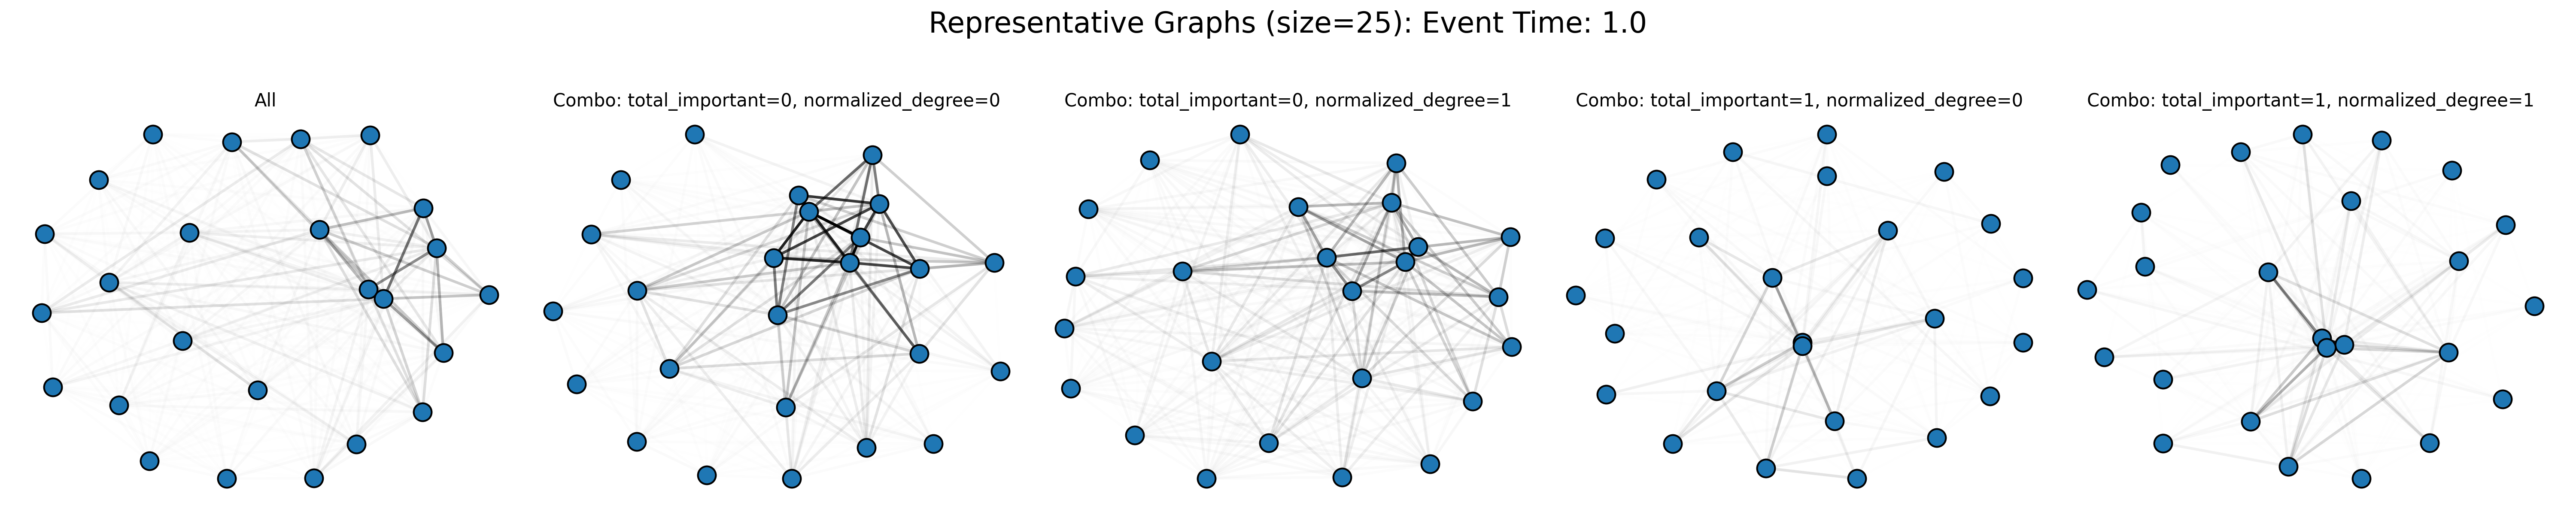 Representative Graphs (size=25): Event Time: 1.0
All
Combo: total_important=0, normalized_degree=0
Combo: total_important=0, normalized_degree=1
Combo: total_important=1, normalized_degree=0
Combo: total_important=1, normalized_degree=1